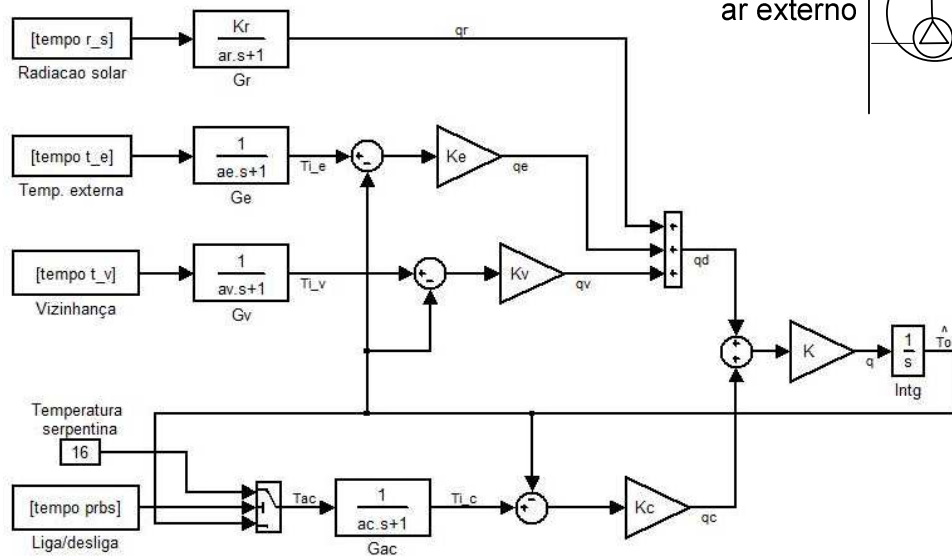 ar externo
[tempo r_s]
Radiacao solar
Kr
ar.s+1
Gr
qr
[tempo t_e]
Temp. externa
1
ae.s+1
Ge
Ti_e
+
-
Ke
qe
[tempo t_v]
Vizinhança
1
av.s+1
Gv
Ti_v
+
-
Kv
qv
+
+
+
qd
+
+
K
q
1
s
Intg
^
To
Temperatura
serpentina
16
[tempo prbs]
Liga/desliga
Tac
1
ac.s+1
Gac
Ti_c
+
-
Kc
qc